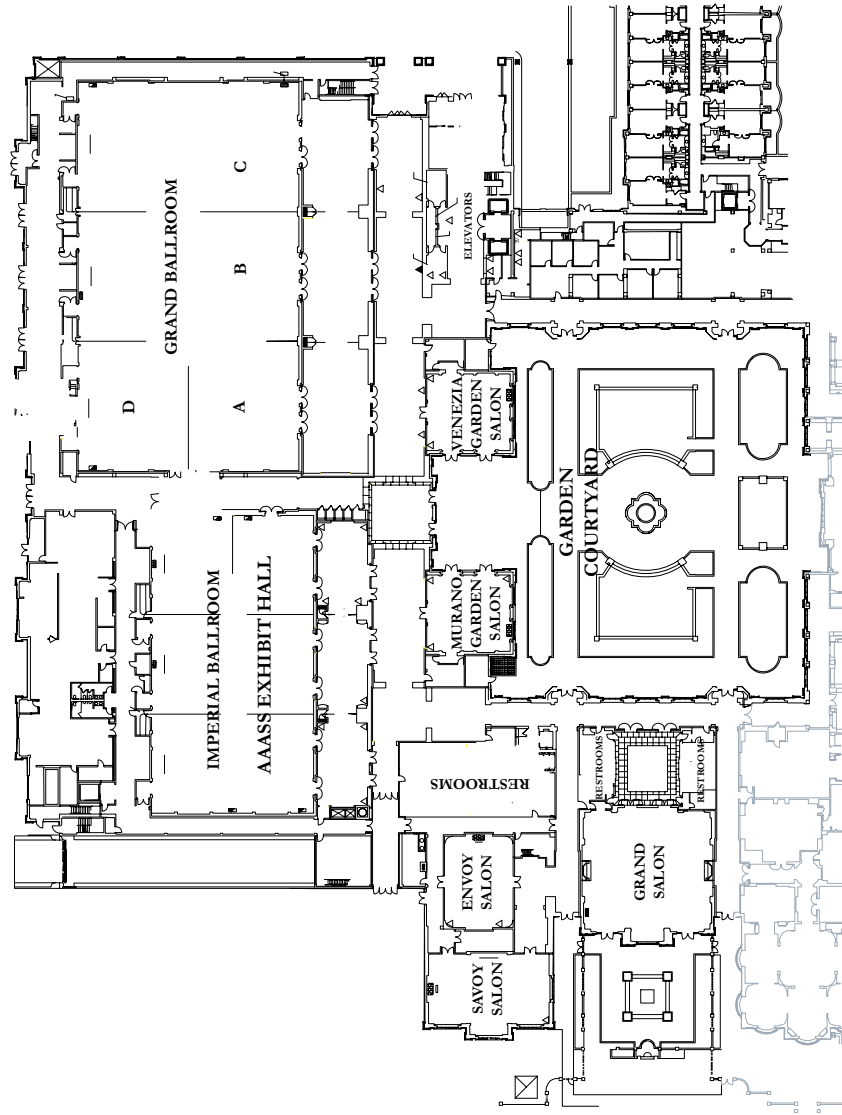 GRAND BALLROOM
C
B
A
D
ELEVATORS
VENEZIA
GARDEN
SALON
GARDEN
COURTYARD
MURANO
GARDEN
SALON
IMPERIAL BALLROOM
AAASS EXHIBIT HALL
RESTROOMS
RESTROOMS
RESTROOMS
ENVOY
SALON
GRAND
SALON
SAVOY
SALON